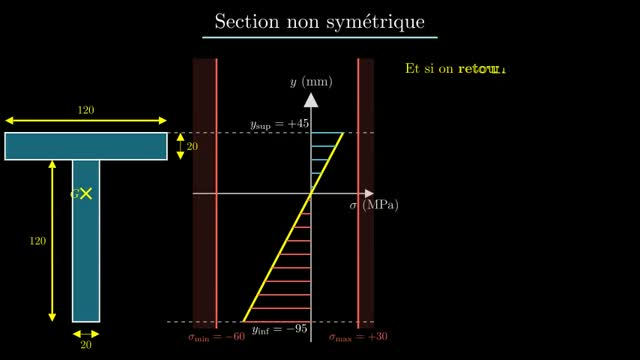 Section non symétrique
Et si on
y (mm)
120
y_sup = +45
20
G
σ (MPa)
120
y_inf = −95
σ_min = −60
σ_max = +30
20